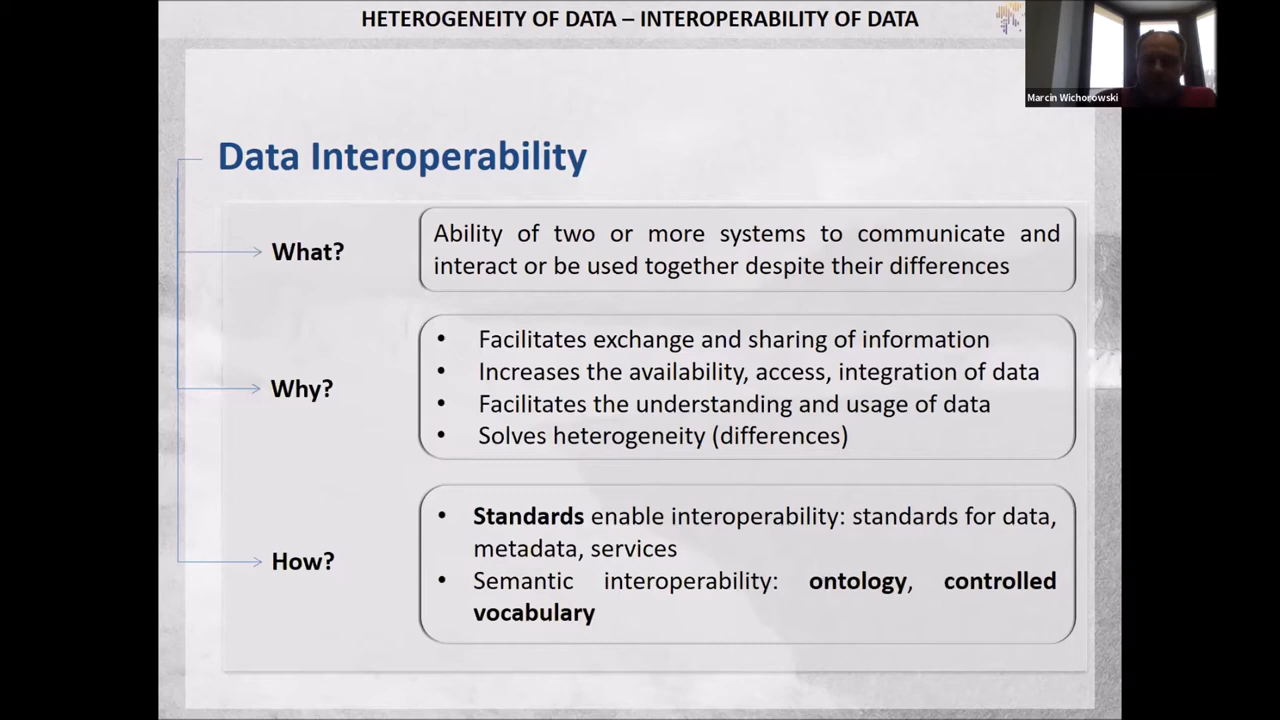 HETEROGENEITY OF DATA – INTEROPERABILITY OF DATA
Marcin Wichorowski
Data Interoperability
What?
Ability of two or more systems to communicate and
interact or be used together despite their differences
Why?
• Facilitates exchange and sharing of information
• Increases the availability, access, integration of data
• Facilitates the understanding and usage of data
• Solves heterogeneity (differences)
How?
• Standards enable interoperability: standards for data,
metadata, services
• Semantic interoperability: ontology, controlled
vocabulary